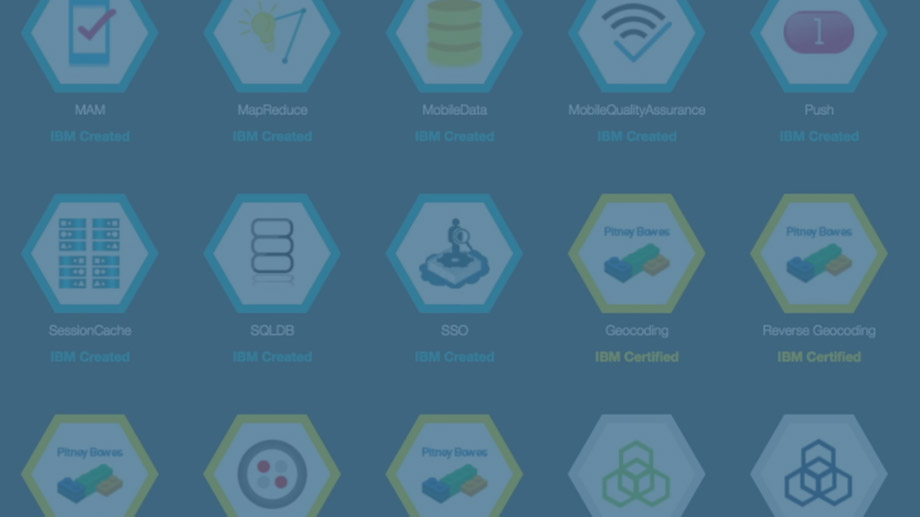 1
MAM
MapReduce
MobileData
MobileQualityAssurance
Push
IBM Created
IBM Created
IBM Created
IBM Created
IBM Created
Pitney Bowes
Pitney Bowes
SessionCache
SQLDB
SSO
Geocoding
Reverse Geocoding
IBM Created
IBM Created
IBM Created
IBM Certified
IBM Certified
Pitney Bowes
Pitney Bowes